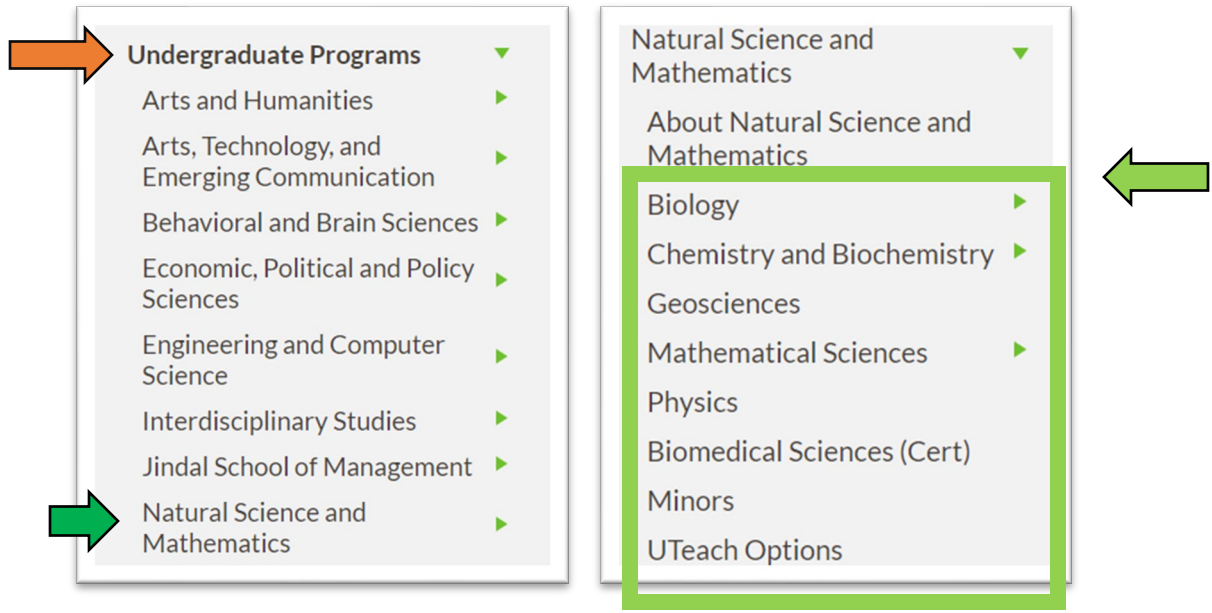 Undergraduate Programs
Arts and Humanities
Arts, Technology, and
Emerging Communication
Behavioral and Brain Sciences
Economic, Political and Policy
Sciences
Engineering and Computer
Science
Interdisciplinary Studies
Jindal School of Management
Natural Science and
Mathematics
Natural Science and
Mathematics
About Natural Science and
Mathematics
Biology
Chemistry and Biochemistry
Geosciences
Mathematical Sciences
Physics
Biomedical Sciences (Cert)
Minors
UTeach Options